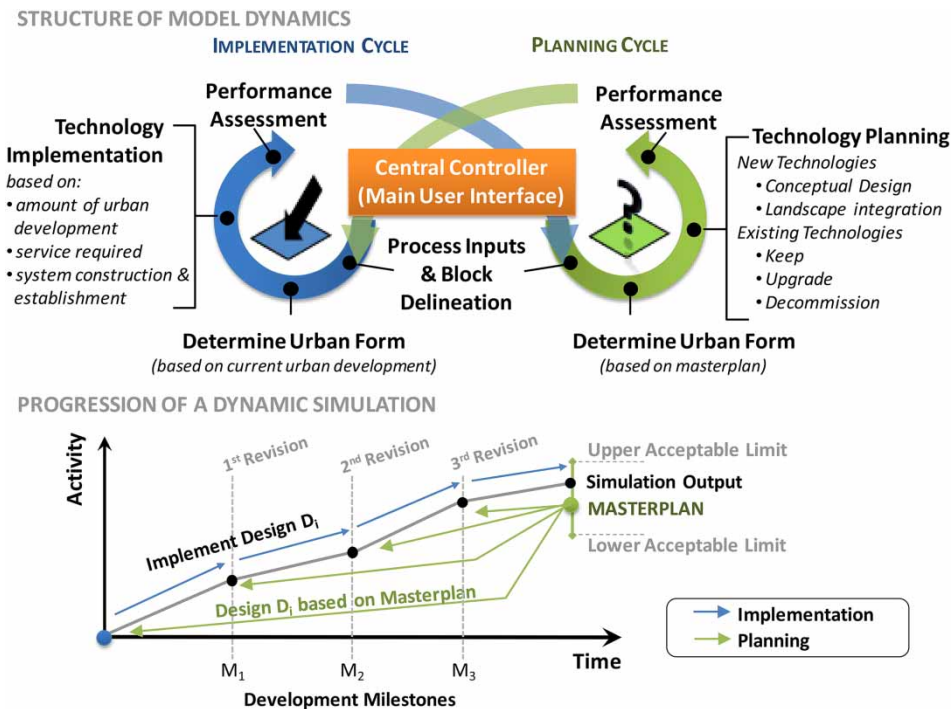 STRUCTURE OF MODEL DYNAMICS
IMPLEMENTATION CYCLE
PLANNING CYCLE
Performance
Assessment
Technology
Implementation
based on:
• amount of urban
development
• service required
• system construction &
establishment
Central Controller
(Main User Interface)
Process Inputs
& Block
Delineation
Determine Urban Form
(based on current urban development)
Performance
Assessment
Technology Planning
New Technologies
• Conceptual Design
• Landscape integration
Existing Technologies
• Keep
• Upgrade
• Decommission
?
Determine Urban Form
(based on masterplan)
PROGRESSION OF A DYNAMIC SIMULATION
Activity
1st Revision
2nd Revision
3rd Revision
Upper Acceptable Limit
Simulation Output
MASTERPLAN
Lower Acceptable Limit
Implement Design Di
Design Di based on Masterplan
Implementation
Planning
Time
M1
M2
M3
Development Milestones